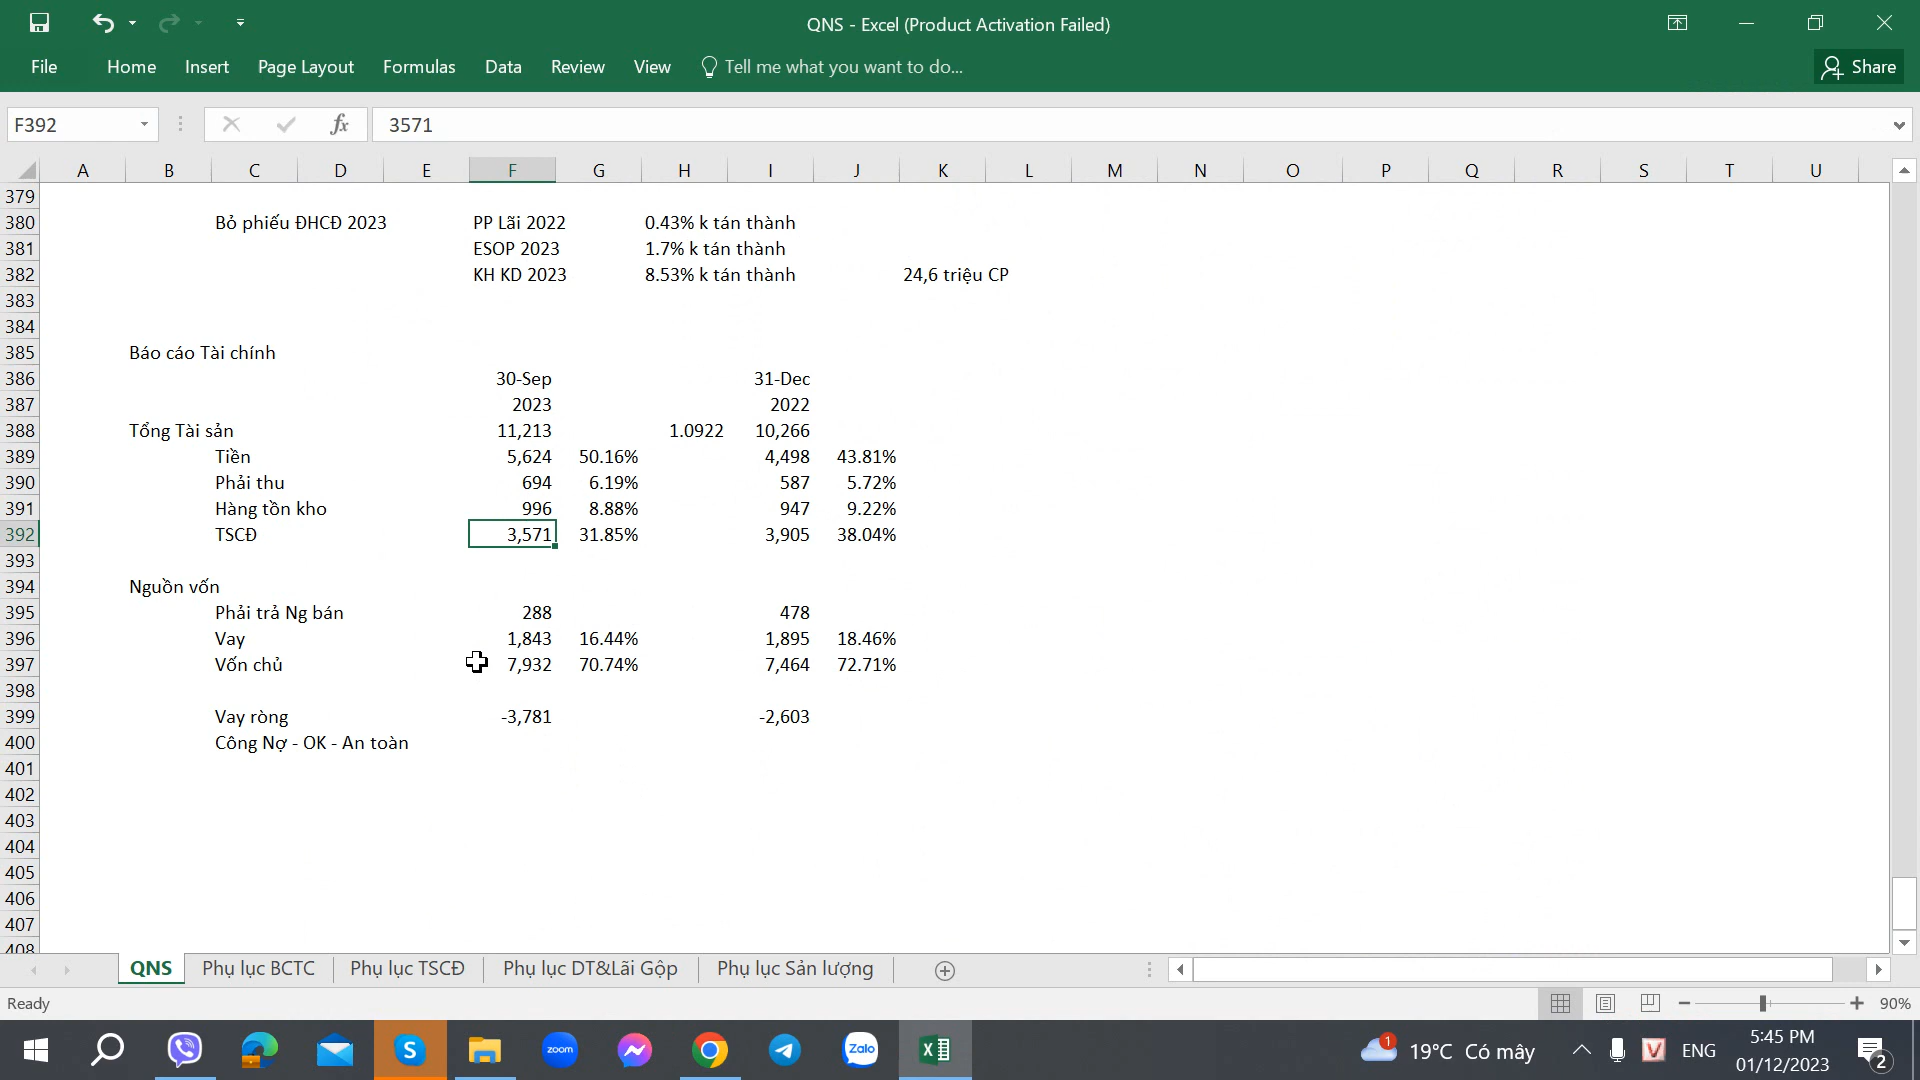 QNS - Excel (Product Activation Failed)
File Home Insert Page Layout Formulas Data Review View Tell me what you want to do... Share
F392 fx 3571
A B C D E F G H I J K L M N O P Q R S T U
379
380 Bỏ phiếu ĐHCĐ 2023 PP Lãi 2022 0.43% k tán thành
381 ESOP 2023 1.7% k tán thành
382 KH KD 2023 8.53% k tán thành 24,6 triệu CP
383
384
385 Báo cáo Tài chính
386 30-Sep 31-Dec
387 2023 2022
388 Tổng Tài sản 11,213 1.0922 10,266
389 Tiền 5,624 50.16% 4,498 43.81%
390 Phải thu 694 6.19% 587 5.72%
391 Hàng tồn kho 996 8.88% 947 9.22%
392 TSCĐ 3,571 31.85% 3,905 38.04%
393
394 Nguồn vốn
395 Phải trả Ng bán 288 478
396 Vay 1,843 16.44% 1,895 18.46%
397 Vốn chủ 7,932 70.74% 7,464 72.71%
398
399 Vay ròng -3,781 -2,603
400 Công Nợ - OK - An toàn
401
402
403
404
405
406
407
408
QNS Phụ lục BCTC Phụ lục TSCĐ Phụ lục DT&Lãi Gộp Phụ lục Sản lượng
Ready 90%
zoom Zalo 1 19°C Có mây V ENG 5:45 PM
01/12/2023 2